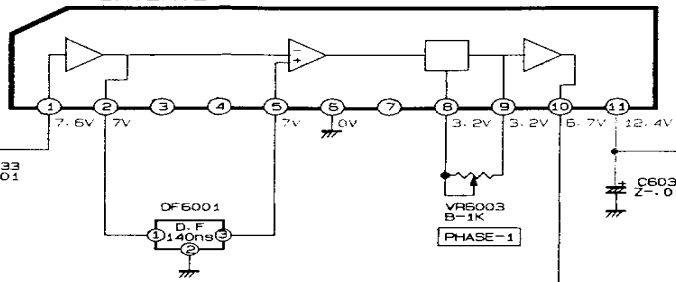 - +
1 2 3 4 5 6 7 8 9 10 11
7.6V 7V 7V 0V 3.2V 3.2V 6.7V 12.4V
33
01
DF6001
D.F
1 140ns 3
2
VR6003
B-1K
PHASE-1
+
C603
Z-.0